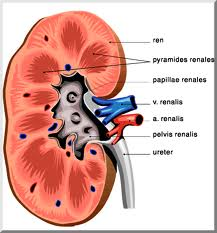 ren
pyramides renales
papillae renales
v. renalis
a. renalis
pelvis renalis
ureter